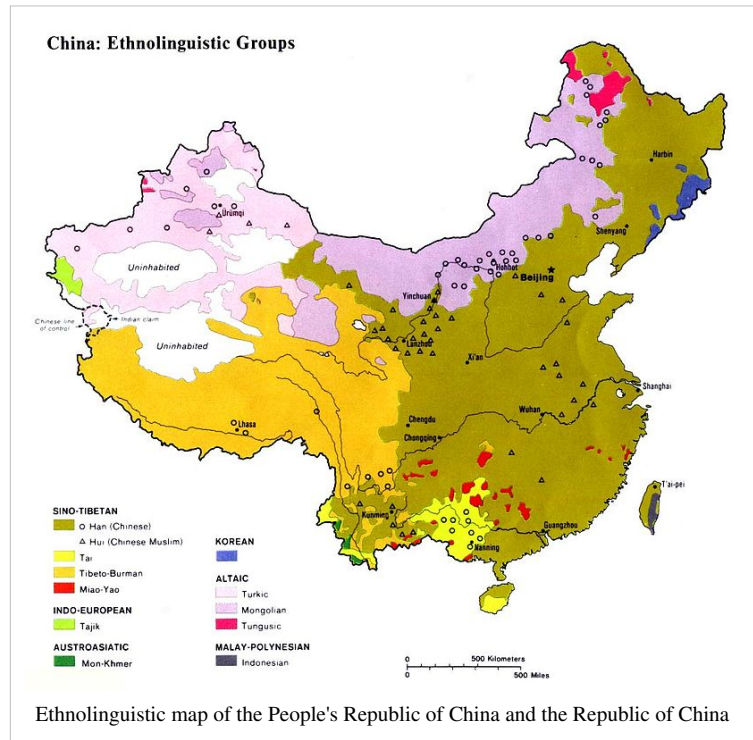 China: Ethnolinguistic Groups
Harbin
Ürümqi
Shenyang
Uninhabited
Hohhot
Beijing
Yinchuan
Chinese line
of control
Indian claim
Uninhabited
Lanzhou
Xi'an
Shanghai
Chengdu
Wuhan
Lhasa
Chongqing
T'ai-pei
Kunming
Guangzhou
Nanning
SINO-TIBETAN
Han (Chinese)
Hui (Chinese Muslim)
Tai
Tibeto-Burman
Miao-Yao
INDO-EUROPEAN
Tajik
AUSTROASIATIC
Mon-Khmer
KOREAN
ALTAIC
Turkic
Mongolian
Tungusic
MALAY-POLYNESIAN
Indonesian
0 500 Kilometers
0 500 Miles
Ethnolinguistic map of the People's Republic of China and the Republic of China